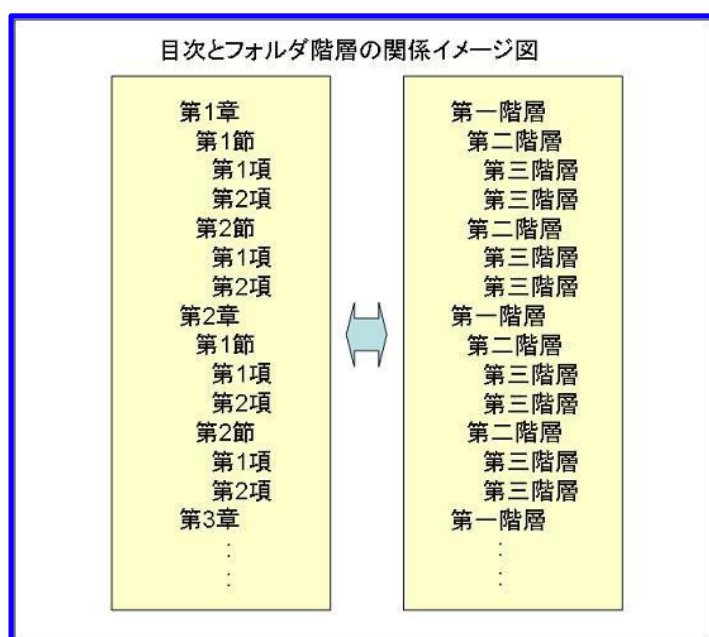 目次とフォルダ階層の関係イメージ図
第1章
第1節
第1項
第2項
第2節
第1項
第2項
第2章
第1節
第1項
第2項
第2節
第1項
第2項
第3章
:
:
第一階層
第二階層
第三階層
第三階層
第二階層
第三階層
第三階層
第一階層
第二階層
第三階層
第三階層
第二階層
第三階層
第三階層
第一階層
:
: